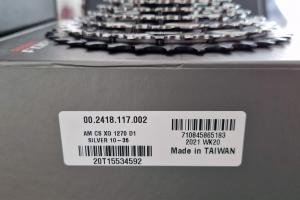 00.2418.117.002
AM CS XG 1270 D1
SILVER 10-36
20T15534592
710845865183
2021 WK20
Made in TAIWAN